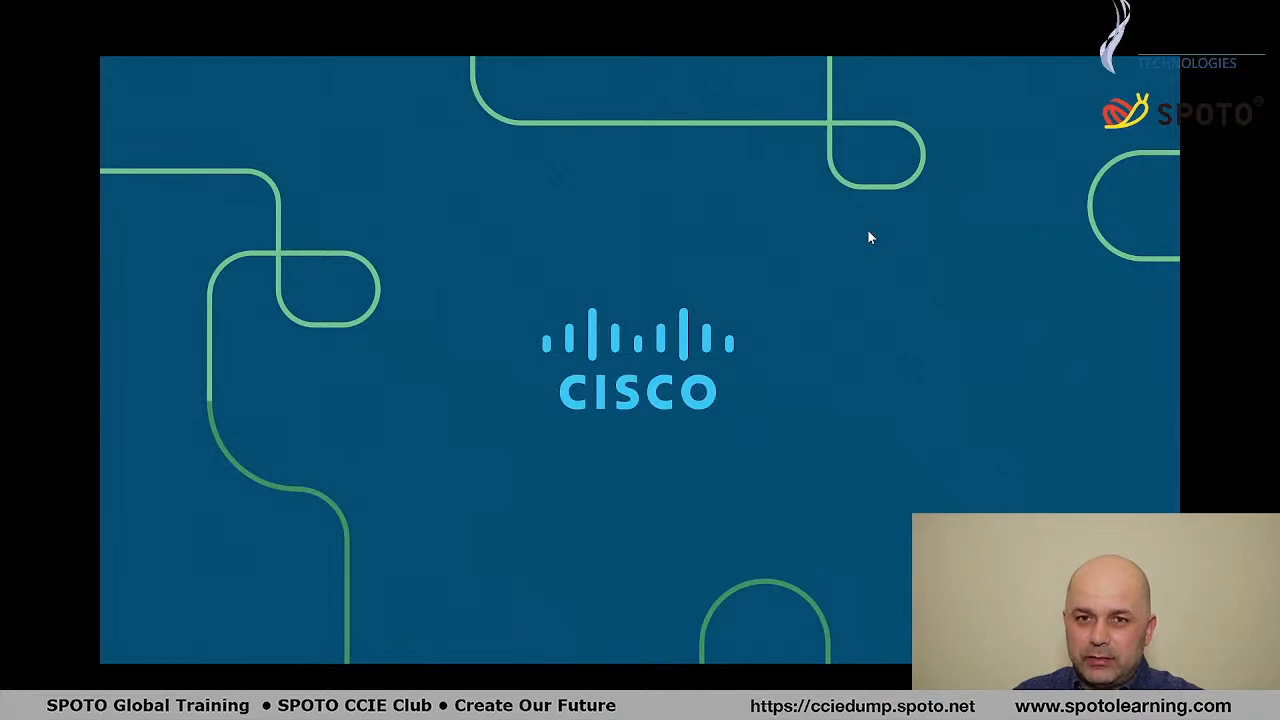 TECHNOLOGIES
SPOTO®
CISCO
SPOTO Global Training ● SPOTO CCIE Club ● Create Our Future
https://cciedump.spoto.net
www.spotolearning.com